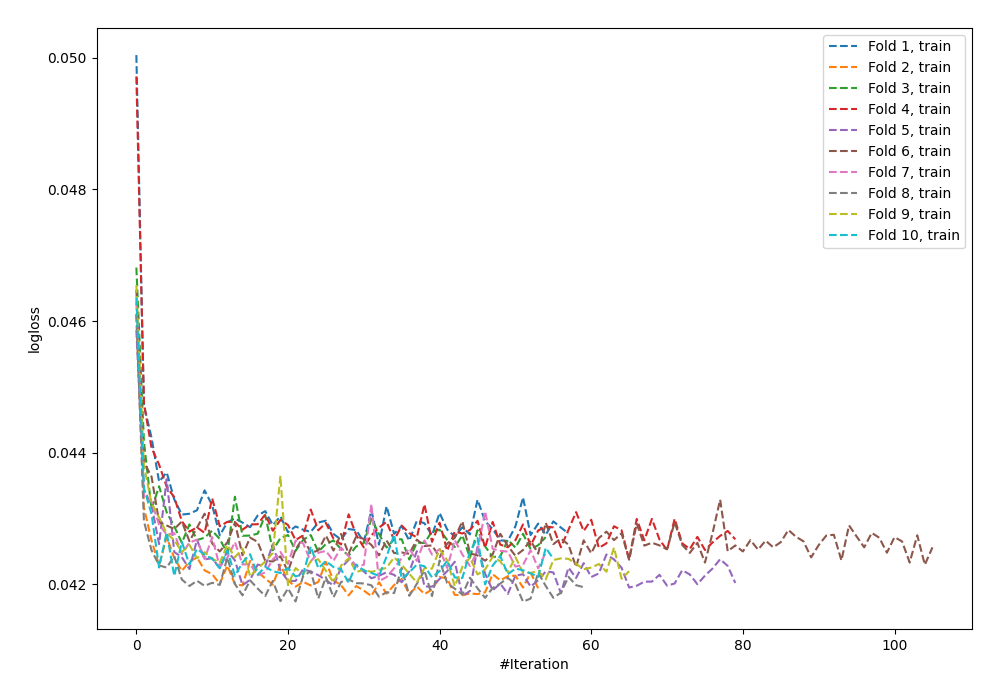 0.050
0.048
0.046
0.044
0.042
logloss
0
20
40
60
80
100
#Iteration
Fold 1, train
Fold 2, train
Fold 3, train
Fold 4, train
Fold 5, train
Fold 6, train
Fold 7, train
Fold 8, train
Fold 9, train
Fold 10, train